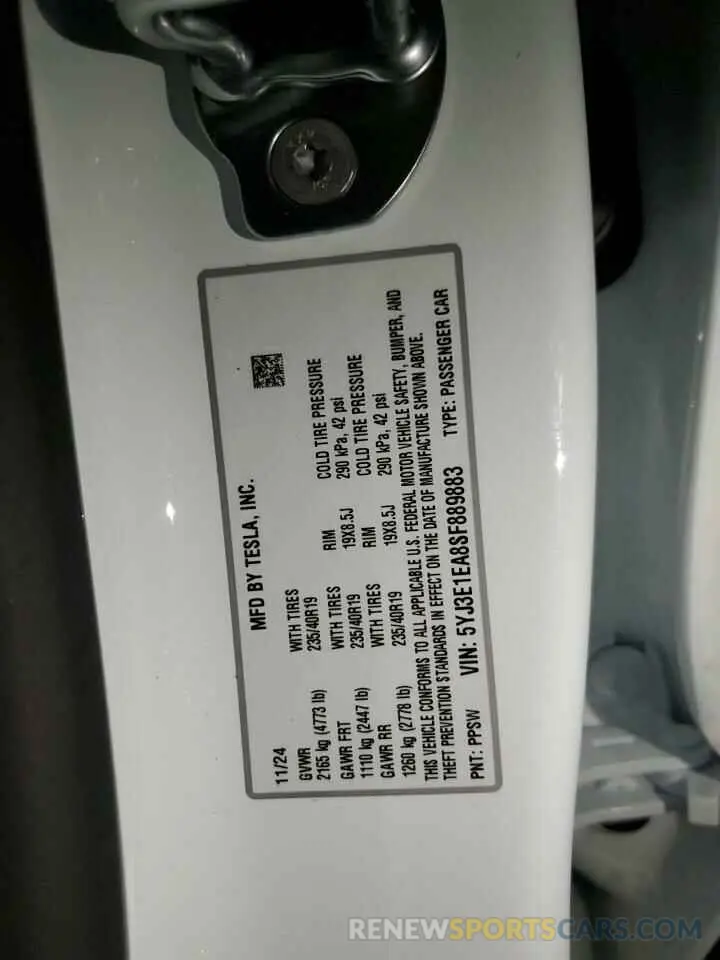 MFD BY TESLA, INC.
11/24
GVWR WITH TIRES RIM COLD TIRE PRESSURE
2165 kg (4773 lb) 235/40R19 19X8.5J 290 kPa, 42 psi
GAWR FRT WITH TIRES RIM COLD TIRE PRESSURE
1110 kg (2447 lb) 235/40R19 19X8.5J 290 kPa, 42 psi
GAWR RR WITH TIRES
1260 kg (2778 lb) 235/40R19
THIS VEHICLE CONFORMS TO ALL APPLICABLE U.S. FEDERAL MOTOR VEHICLE SAFETY, BUMPER, AND
THEFT PREVENTION STANDARDS IN EFFECT ON THE DATE OF MANUFACTURE SHOWN ABOVE.
PNT: PPSW VIN: 5YJ3E1EA8SF889883 TYPE: PASSENGER CAR
RENEWSPORTSCARS.COM